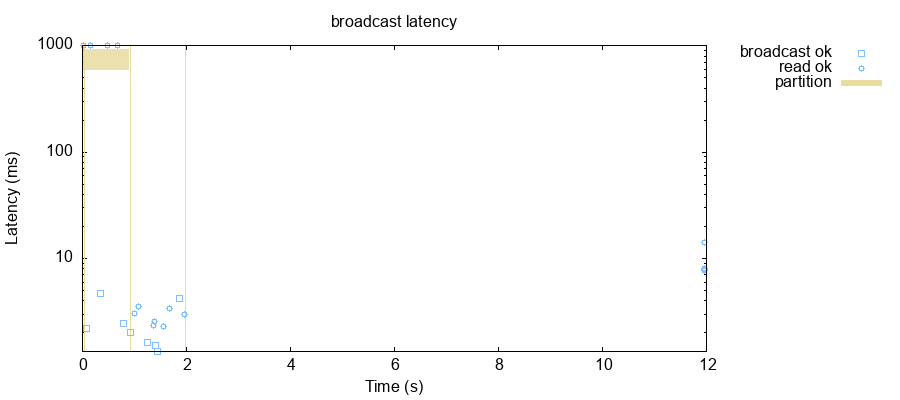 broadcast latency
1000
100
10
Latency (ms)
0 2 4 6 8 10 12
Time (s)
broadcast ok
read ok
partition